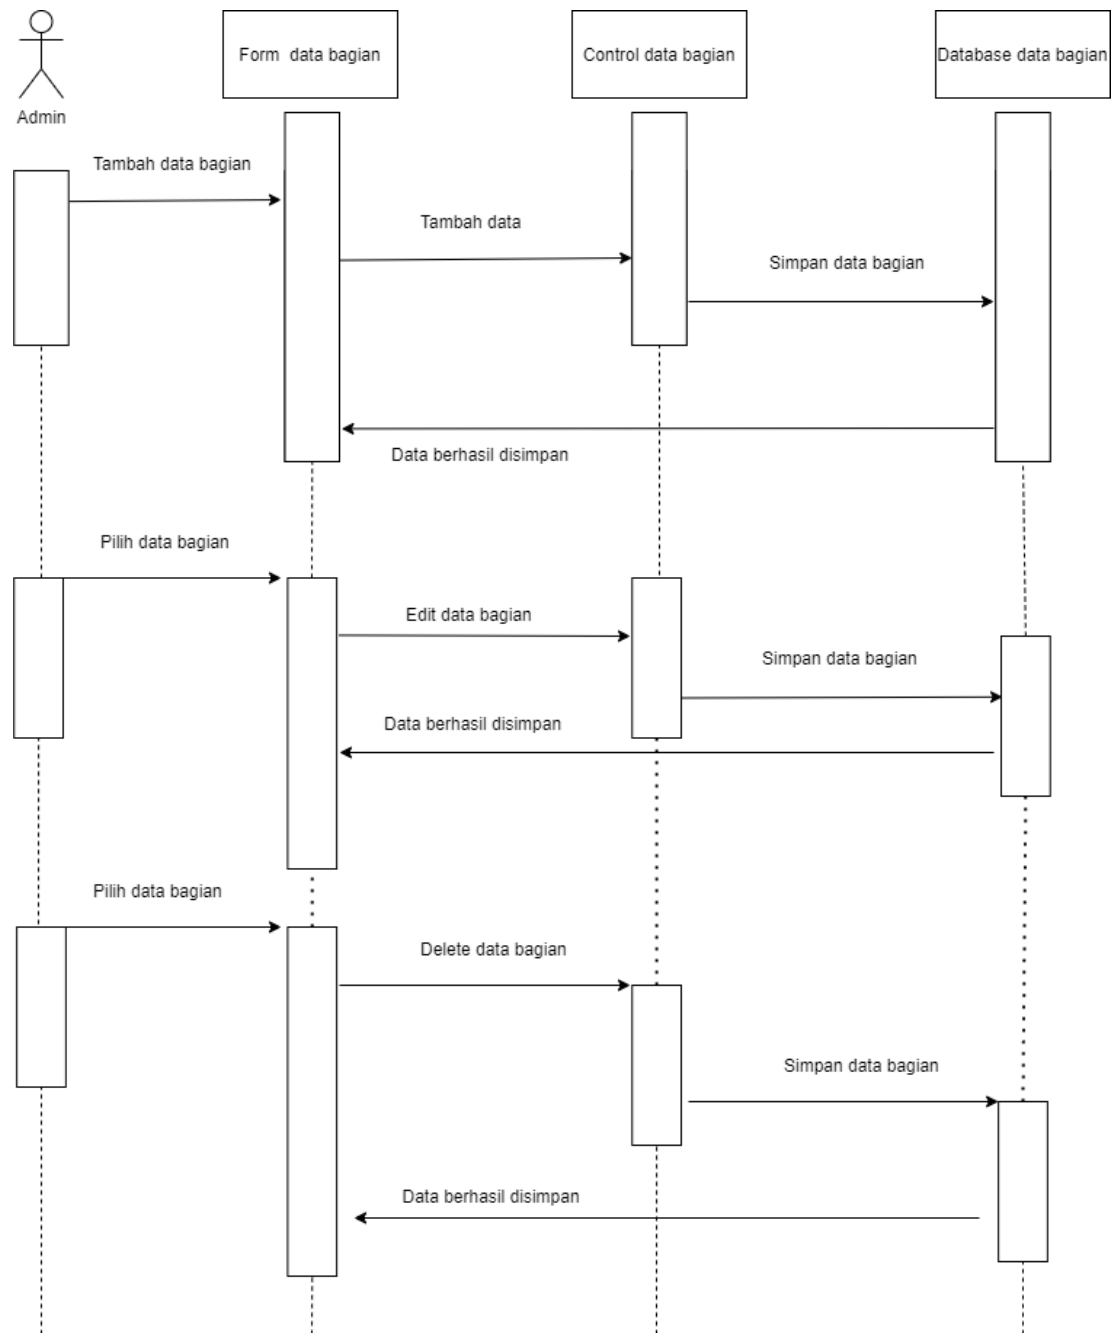 Form data bagian
Control data bagian
Database data bagian
Admin
Tambah data bagian
Tambah data
Simpan data bagian
Data berhasil disimpan
Pilih data bagian
Edit data bagian
Simpan data bagian
Data berhasil disimpan
Pilih data bagian
Delete data bagian
Simpan data bagian
Data berhasil disimpan